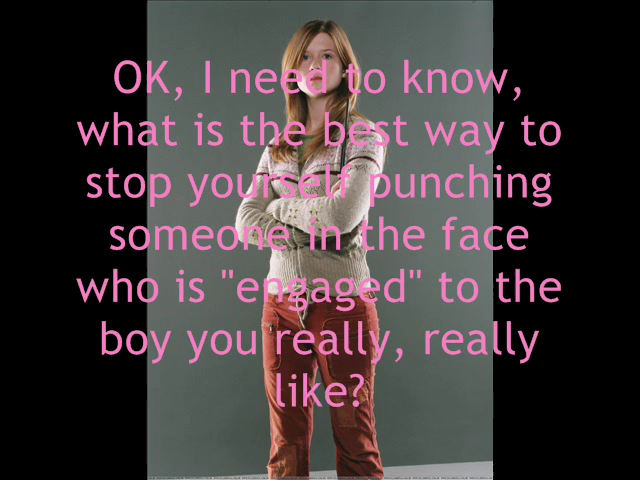 OK, I need to know,
what is the best way to
stop yourself punching
someone in the face
who is "engaged" to the
boy you really, really
like?